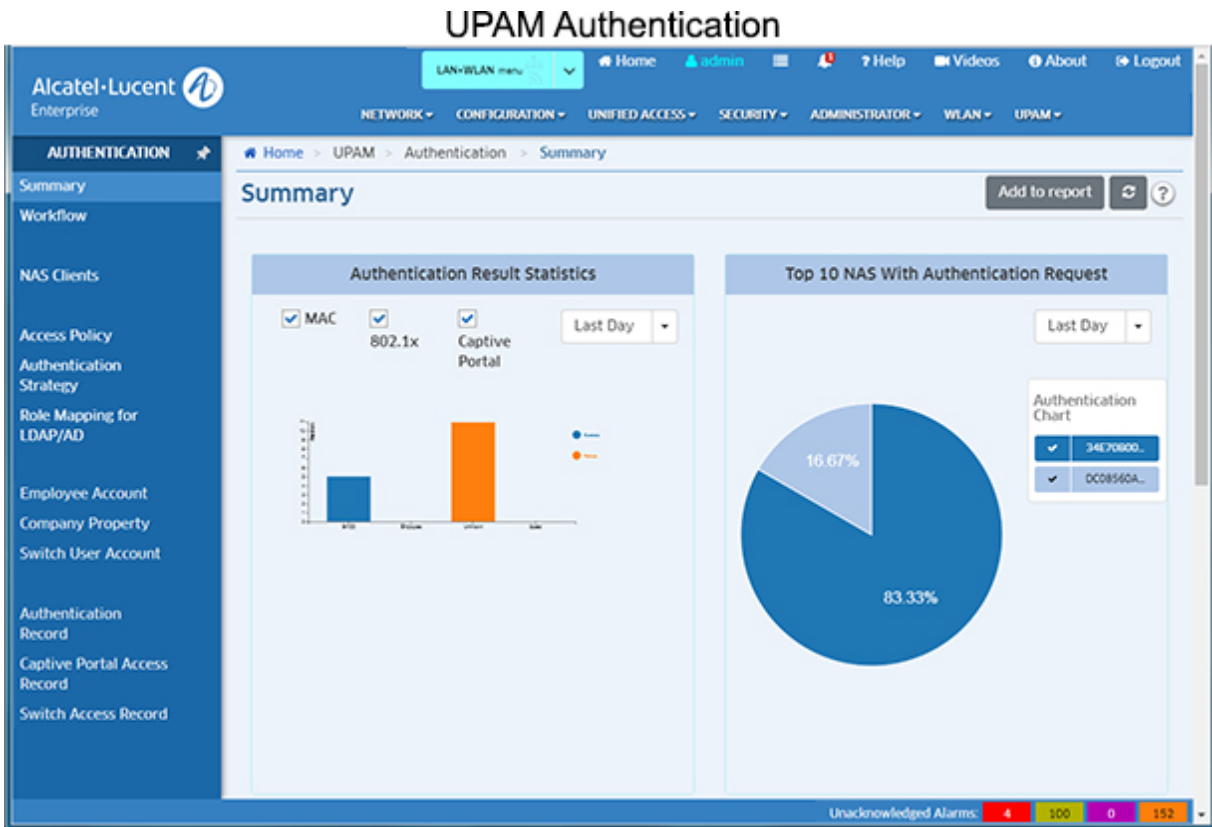 UPAM Authentication
LAN+WLAN menu
Home
admin
? Help
Videos
About
Logout
Alcatel·Lucent
Enterprise
NETWORK
CONFIGURATION
UNIFIED ACCESS
SECURITY
ADMINISTRATOR
WLAN
UPAM
AUTHENTICATION
Home > UPAM > Authentication > Summary
Summary
Workflow
NAS Clients
Access Policy
Authentication
Strategy
Role Mapping for
LDAP/AD
Employee Account
Company Property
Switch User Account
Authentication
Record
Captive Portal Access
Record
Switch Access Record
Summary
Add to report
?
Authentication Result Statistics
MAC
802.1x
Captive
Portal
Last Day
Top 10 NAS With Authentication Request
Last Day
Authentication
Chart
34E70800..
DC08560A..
16.67%
83.33%
Unacknowledged Alarms:
4
100
0
152